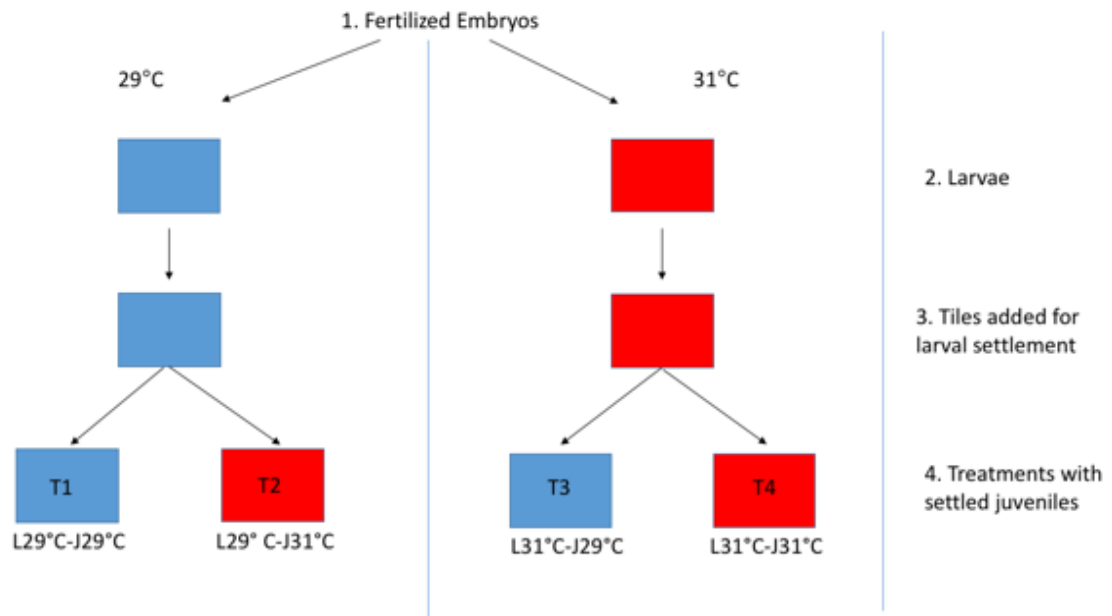 1. Fertilized Embryos
29°C
31°C
2. Larvae
3. Tiles added for
larval settlement
T1
T2
T3
T4
4. Treatments with
settled juveniles
L29°C-J29°C
L29° C-J31°C
L31°C-J29°C
L31°C-J31°C